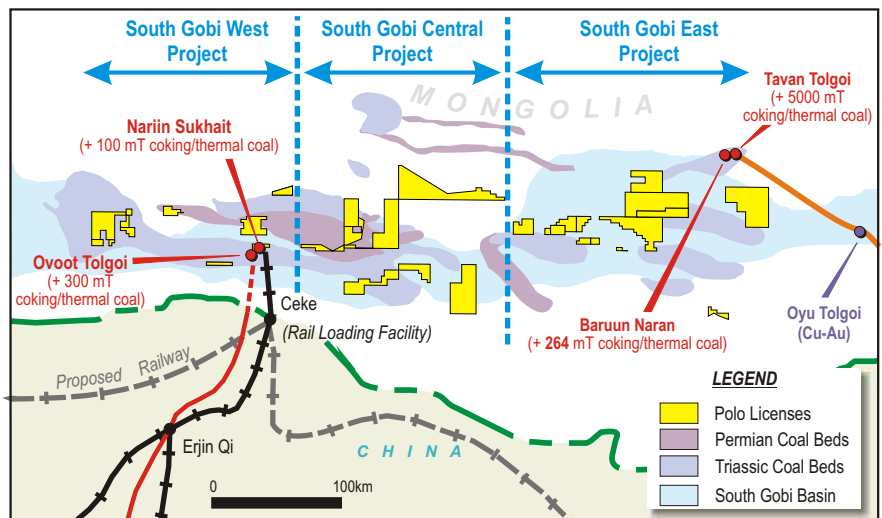 South Gobi West
Project
South Gobi Central
Project
South Gobi East
Project
MONGOLIA
Tavan Tolgoi
(+ 5000 mT
coking/thermal coal)
Nariin Sukhait
(+ 100 mT coking/thermal coal)
Ovoot Tolgoi
(+ 300 mT
coking/thermal coal)
Ceke
(Rail Loading Facility)
Baruun Naran
(+ 264 mT coking/thermal coal)
Oyu Tolgoi
(Cu-Au)
Proposed Railway
Erjin Qi
CHINA
0 100km
LEGEND
Polo Licenses
Permian Coal Beds
Triassic Coal Beds
South Gobi Basin